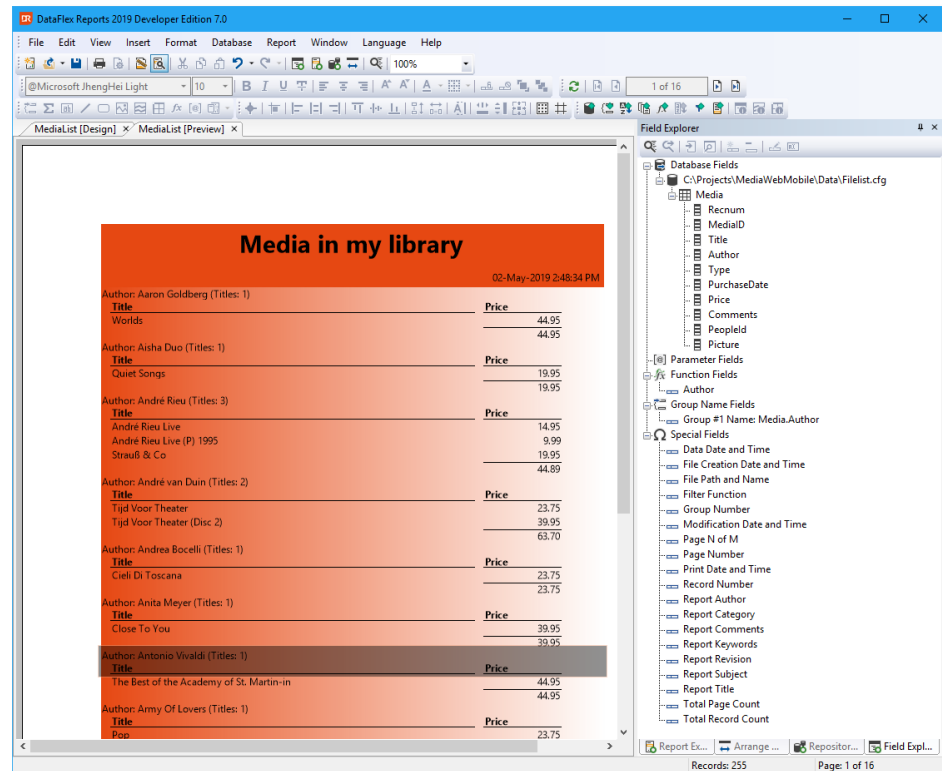 DataFlex Reports 2019 Developer Edition 7.0
File Edit View Insert Format Database Report Window Language Help
100%
@Microsoft JhengHei Light 10 B I U 1 of 16
MediaList [Design] × MediaList [Preview] ×
Media in my library
02-May-2019 2:48:34 PM
Author: Aaron Goldberg (Titles: 1)
Title Price
Worlds 44.95
44.95
Author: Aisha Duo (Titles: 1)
Title Price
Quiet Songs 19.95
19.95
Author: André Rieu (Titles: 3)
Title Price
André Rieu Live 14.95
André Rieu Live (P) 1995 9.99
Strauß & Co 19.95
44.89
Author: André van Duin (Titles: 2)
Title Price
Tijd Voor Theater 23.75
Tijd Voor Theater (Disc 2) 39.95
63.70
Author: Andrea Bocelli (Titles: 1)
Title Price
Cieli Di Toscana 23.75
23.75
Author: Anita Meyer (Titles: 1)
Title Price
Close To You 39.95
39.95
Author: Antonio Vivaldi (Titles: 1)
Title Price
The Best of the Academy of St. Martin-in 44.95
44.95
Author: Army Of Lovers (Titles: 1)
Title Price
Pop 23.75
Field Explorer
Database Fields
C:\Projects\MediaWebMobile\Data\Filelist.cfg
Media
Recnum
MediaID
Title
Author
Type
PurchaseDate
Price
Comments
PeopleId
Picture
Parameter Fields
Function Fields
Author
Group Name Fields
Group #1 Name: Media.Author
Special Fields
Data Date and Time
File Creation Date and Time
File Path and Name
Filter Function
Group Number
Modification Date and Time
Page N of M
Page Number
Print Date and Time
Record Number
Report Author
Report Category
Report Comments
Report Keywords
Report Revision
Report Subject
Report Title
Total Page Count
Total Record Count
Report Ex... Arrange ... Repositor... Field Expl...
Records: 255 Page: 1 of 16